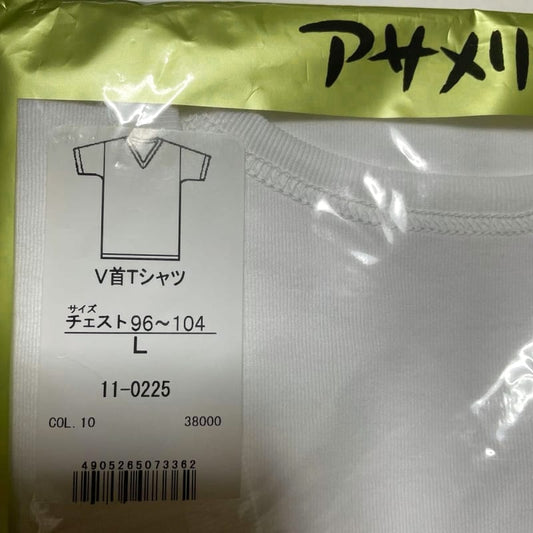 アサメリ
V首Tシャツ
サイズ
チェスト96～104
L
11-0225
COL.10 38000
4905265073362